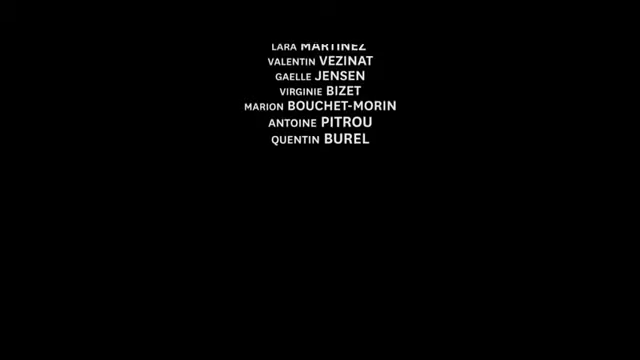 LARA MARTINEZ
VALENTIN VEZINAT
GAELLE JENSEN
VIRGINIE BIZET
MARION BOUCHET-MORIN
ANTOINE PITROU
QUENTIN BUREL